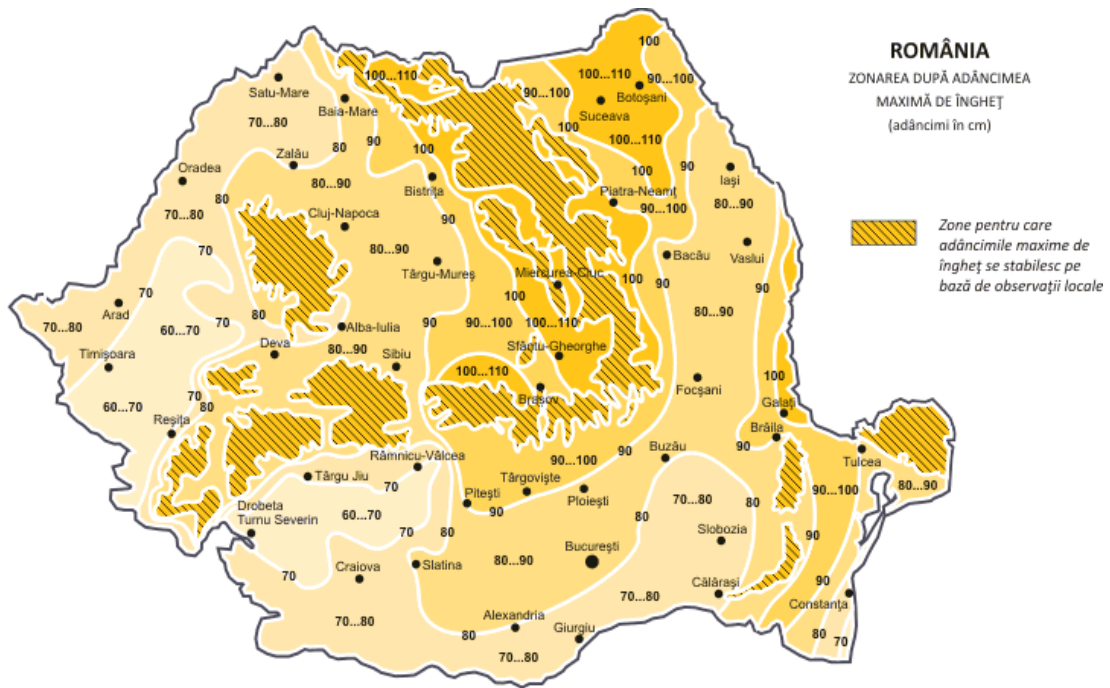 ROMÂNIA
ZONAREA DUPĂ ADÂNCIMEA
MAXIMĂ DE ÎNGHEŢ
(adâncimi în cm)
Zone pentru care
adâncimile maxime de
îngheţ se stabilesc pe
bază de observaţii locale
100
100...110
100...110
90...100
Satu-Mare
90...100
Botoşani
Baia-Mare
Suceava
70...80
80
90
100
100...110
100
Zalău
90
Oradea
100
Iaşi
80
80...90
Bistriţa
Piatra-Neamţ
80...90
70...80
Cluj-Napoca
90
90...100
70
80...90
Bacău
Vaslui
Târgu-Mureş
Miercurea-Ciuc
100
90
90
70
100
Arad
80
70...80
60...70
70
Alba-Iulia
90
90...100
100...110
80...90
Timişoara
Deva
80...90
Sibiu
Sfântu-Gheorghe
100...110
100
60...70
70
80
Braşov
Focşani
Galaţi
Reşiţa
Brăila
90
Buzău
90
Râmnicu-Vâlcea
90...100
Tulcea
Târgu Jiu
70
Târgovişte
80...90
Piteşti
Ploieşti
70...80
80
90...100
Drobeta
Turnu Severin
60...70
90
80
70
Slobozia
90
Bucureşti
80...90
Craiova
Slatina
70
Călăraşi
90
70...80
Constanţa
70...80
Alexandria
80
Giurgiu
80
70
70...80